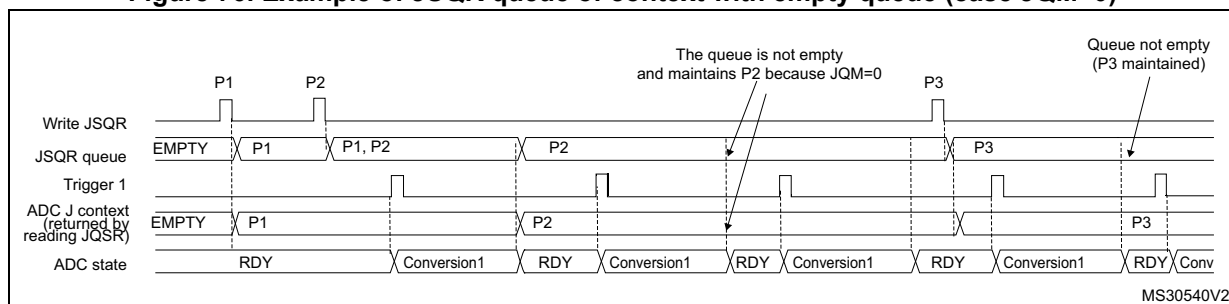 Figure 76. Example of JSQR queue of context with empty queue (case JQM=0)
The queue is not empty
and maintains P2 because JQM=0
Queue not empty
(P3 maintained)
P1 P2 P3
Write JSQR
JSQR queue EMPTY P1 P1, P2 P2 P3
Trigger 1
ADC J context
(returned by
reading JQSR)
EMPTY P1 P2 P3
ADC state RDY Conversion1 RDY Conversion1 RDY Conversion1 RDY Conversion1 RDY Conv
MS30540V2